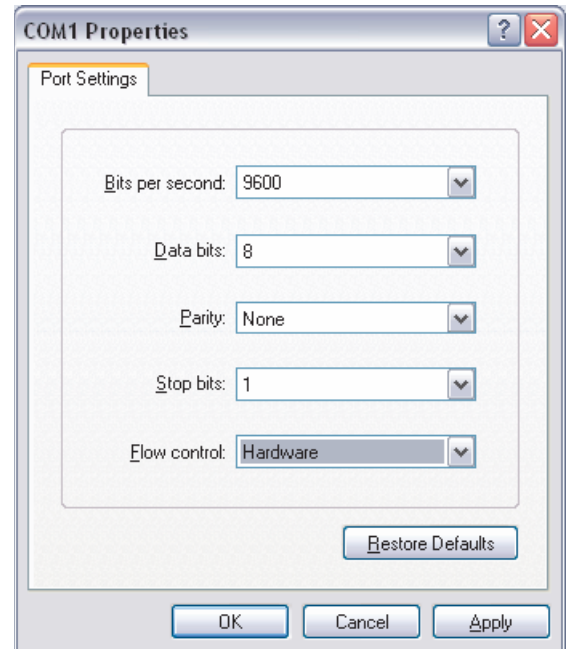 COM1 Properties
Port Settings
Bits per second: 9600
Data bits: 8
Parity: None
Stop bits: 1
Flow control: Hardware
Restore Defaults
OK Cancel Apply